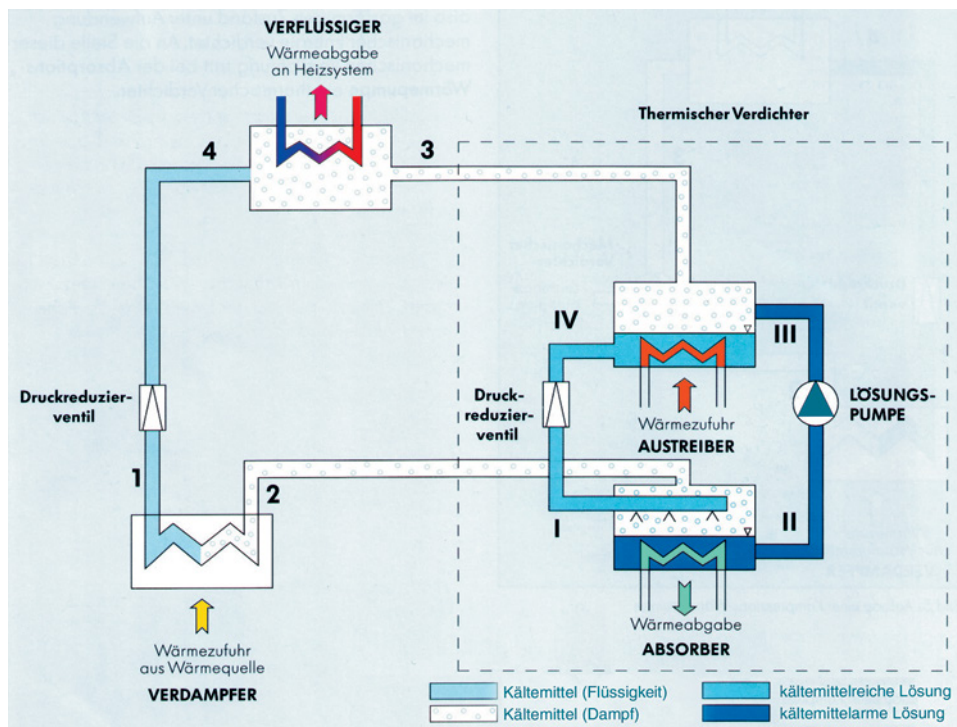 VERFLÜSSIGER
Wärmeabgabe
an Heizsystem
Thermischer Verdichter
4
3
IV
III
Druckreduzier-
ventil
Druck-
reduzier-
ventil
Wärmezufuhr
AUSTREIBER
LÖSUNGS-
PUMPE
1
2
I
II
Wärmezufuhr
aus Wärmequelle
VERDAMPFER
Wärmeabgabe
ABSORBER
Kältemittel (Flüssigkeit)
kältemittelreiche Lösung
Kältemittel (Dampf)
kältemittelarme Lösung